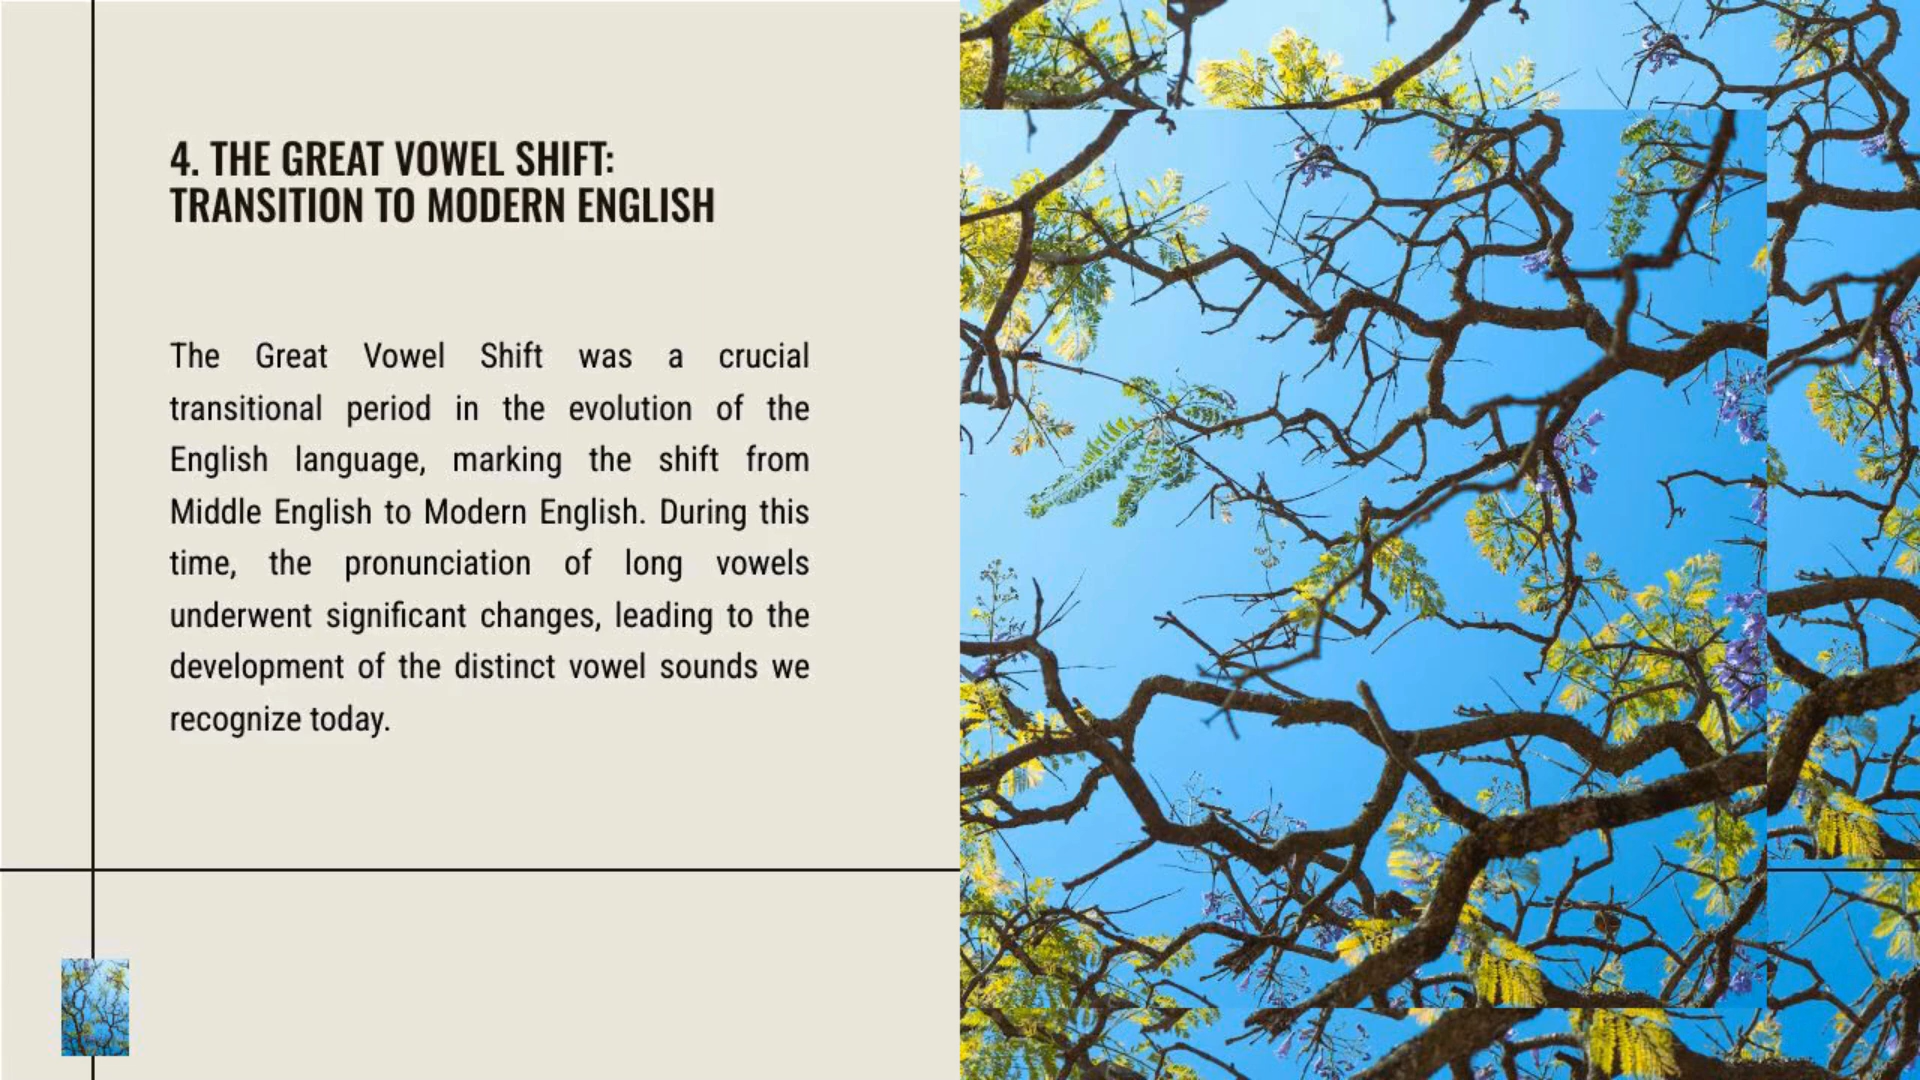 4. THE GREAT VOWEL SHIFT:
TRANSITION TO MODERN ENGLISH
The Great Vowel Shift was a crucial
transitional period in the evolution of the
English language, marking the shift from
Middle English to Modern English. During this
time, the pronunciation of long vowels
underwent significant changes, leading to the
development of the distinct vowel sounds we
recognize today.